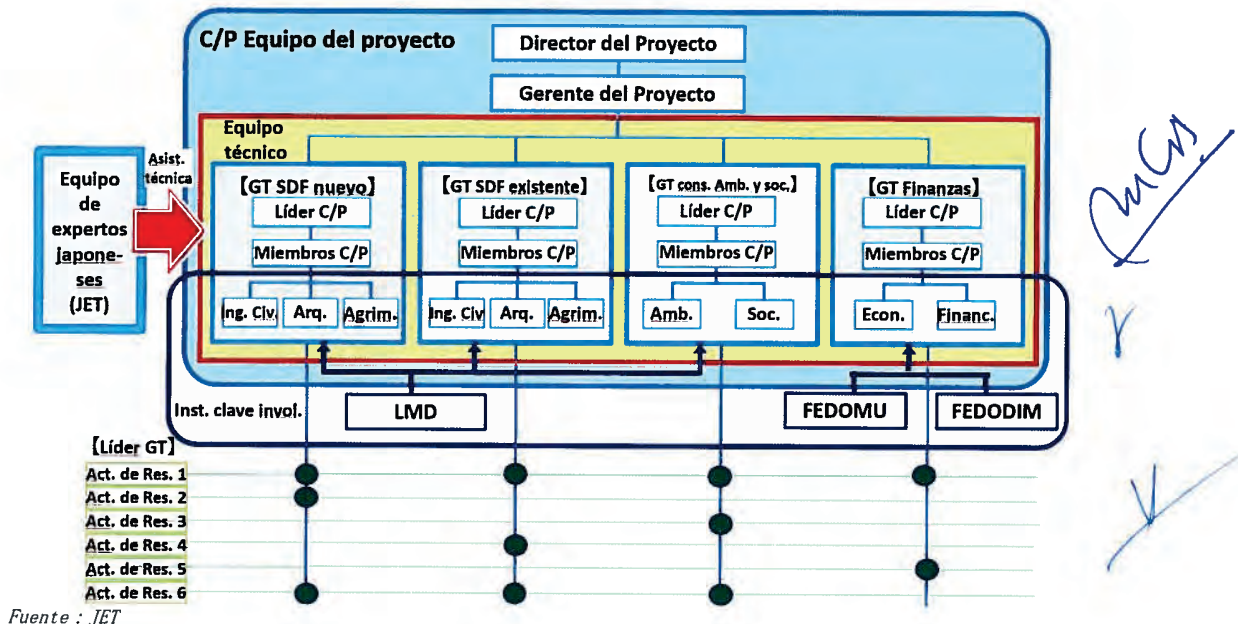 C/P Equipo del proyecto
Director del Proyecto
Gerente del Proyecto
Equipo
técnico
Asist.
técnica
Equipo
de
expertos
japone-
ses
(JET)
【GT SDF nuevo】
Líder C/P
Miembros C/P
Ing. Civ.
Arq.
Agrim.
【GT SDF existente】
Líder C/P
Miembros C/P
Ing. Civ
Arq.
Agrim.
【GT cons. Amb. y soc.】
Líder C/P
Miembros C/P
Amb.
Soc.
【GT Finanzas】
Líder C/P
Miembros C/P
Econ.
Financ.
Inst. clave invol.
LMD
FEDOMU
FEDODIM
【Líder GT】
Act. de Res. 1
Act. de Res. 2
Act. de Res. 3
Act. de Res. 4
Act. de Res. 5
Act. de Res. 6
Fuente : JET